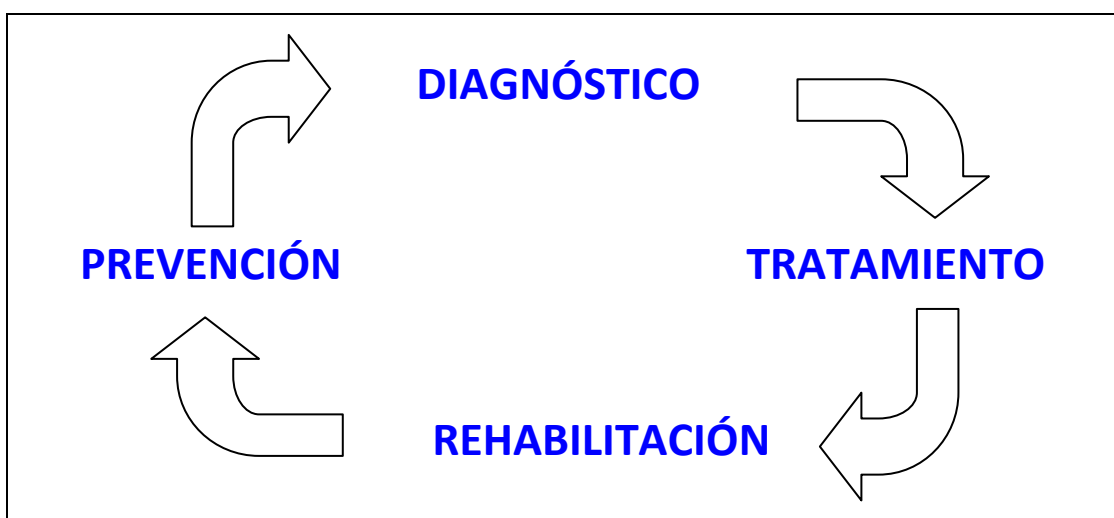 DIAGNÓSTICO
PREVENCIÓN
TRATAMIENTO
REHABILITACIÓN